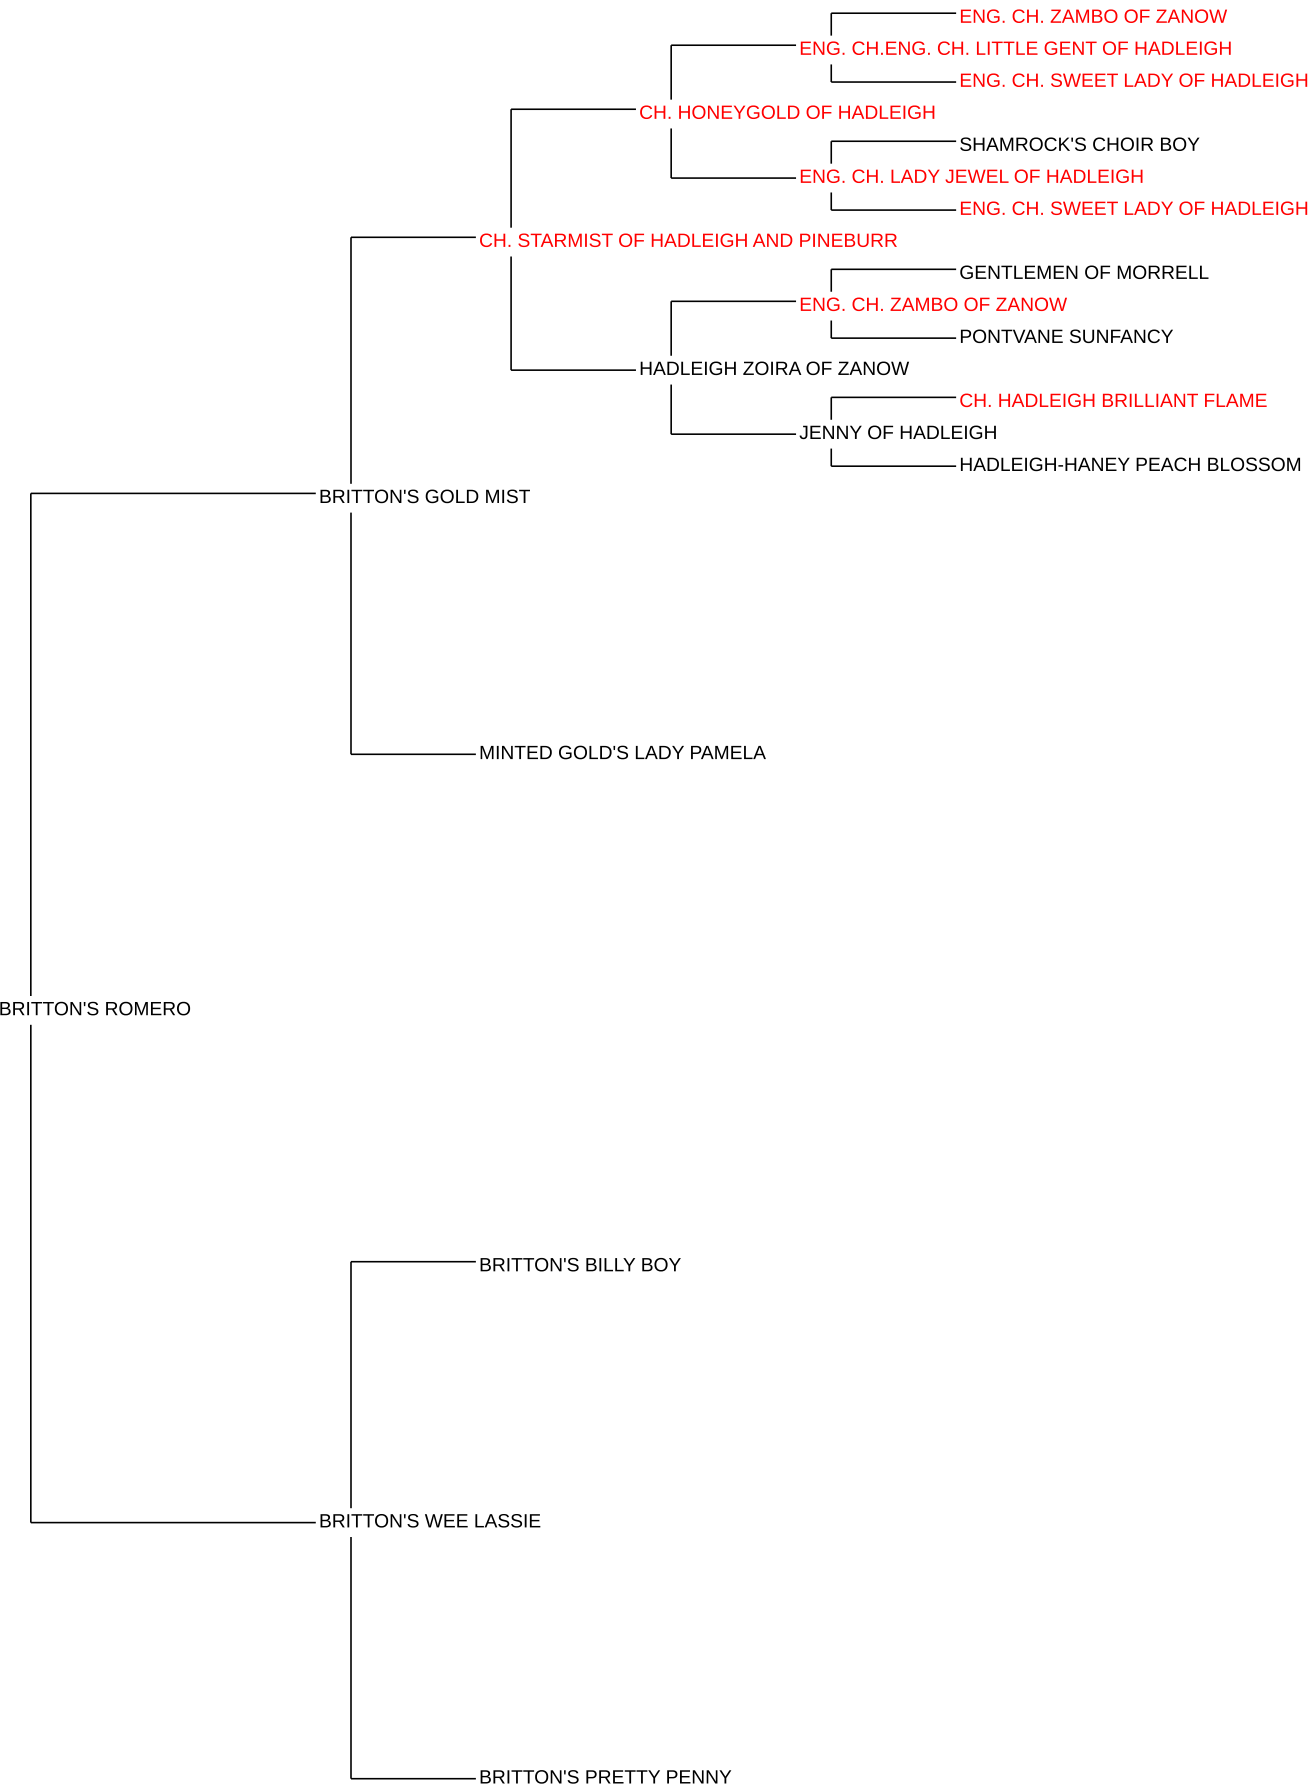 ENG. CH. ZAMBO OF ZANOW
ENG. CH.ENG. CH. LITTLE GENT OF HADLEIGH
ENG. CH. SWEET LADY OF HADLEIGH
CH. HONEYGOLD OF HADLEIGH
SHAMROCK'S CHOIR BOY
ENG. CH. LADY JEWEL OF HADLEIGH
ENG. CH. SWEET LADY OF HADLEIGH
CH. STARMIST OF HADLEIGH AND PINEBURR
GENTLEMEN OF MORRELL
ENG. CH. ZAMBO OF ZANOW
PONTVANE SUNFANCY
HADLEIGH ZOIRA OF ZANOW
CH. HADLEIGH BRILLIANT FLAME
JENNY OF HADLEIGH
HADLEIGH-HANEY PEACH BLOSSOM
BRITTON'S GOLD MIST
MINTED GOLD'S LADY PAMELA
BRITTON'S ROMERO
BRITTON'S BILLY BOY
BRITTON'S WEE LASSIE
BRITTON'S PRETTY PENNY